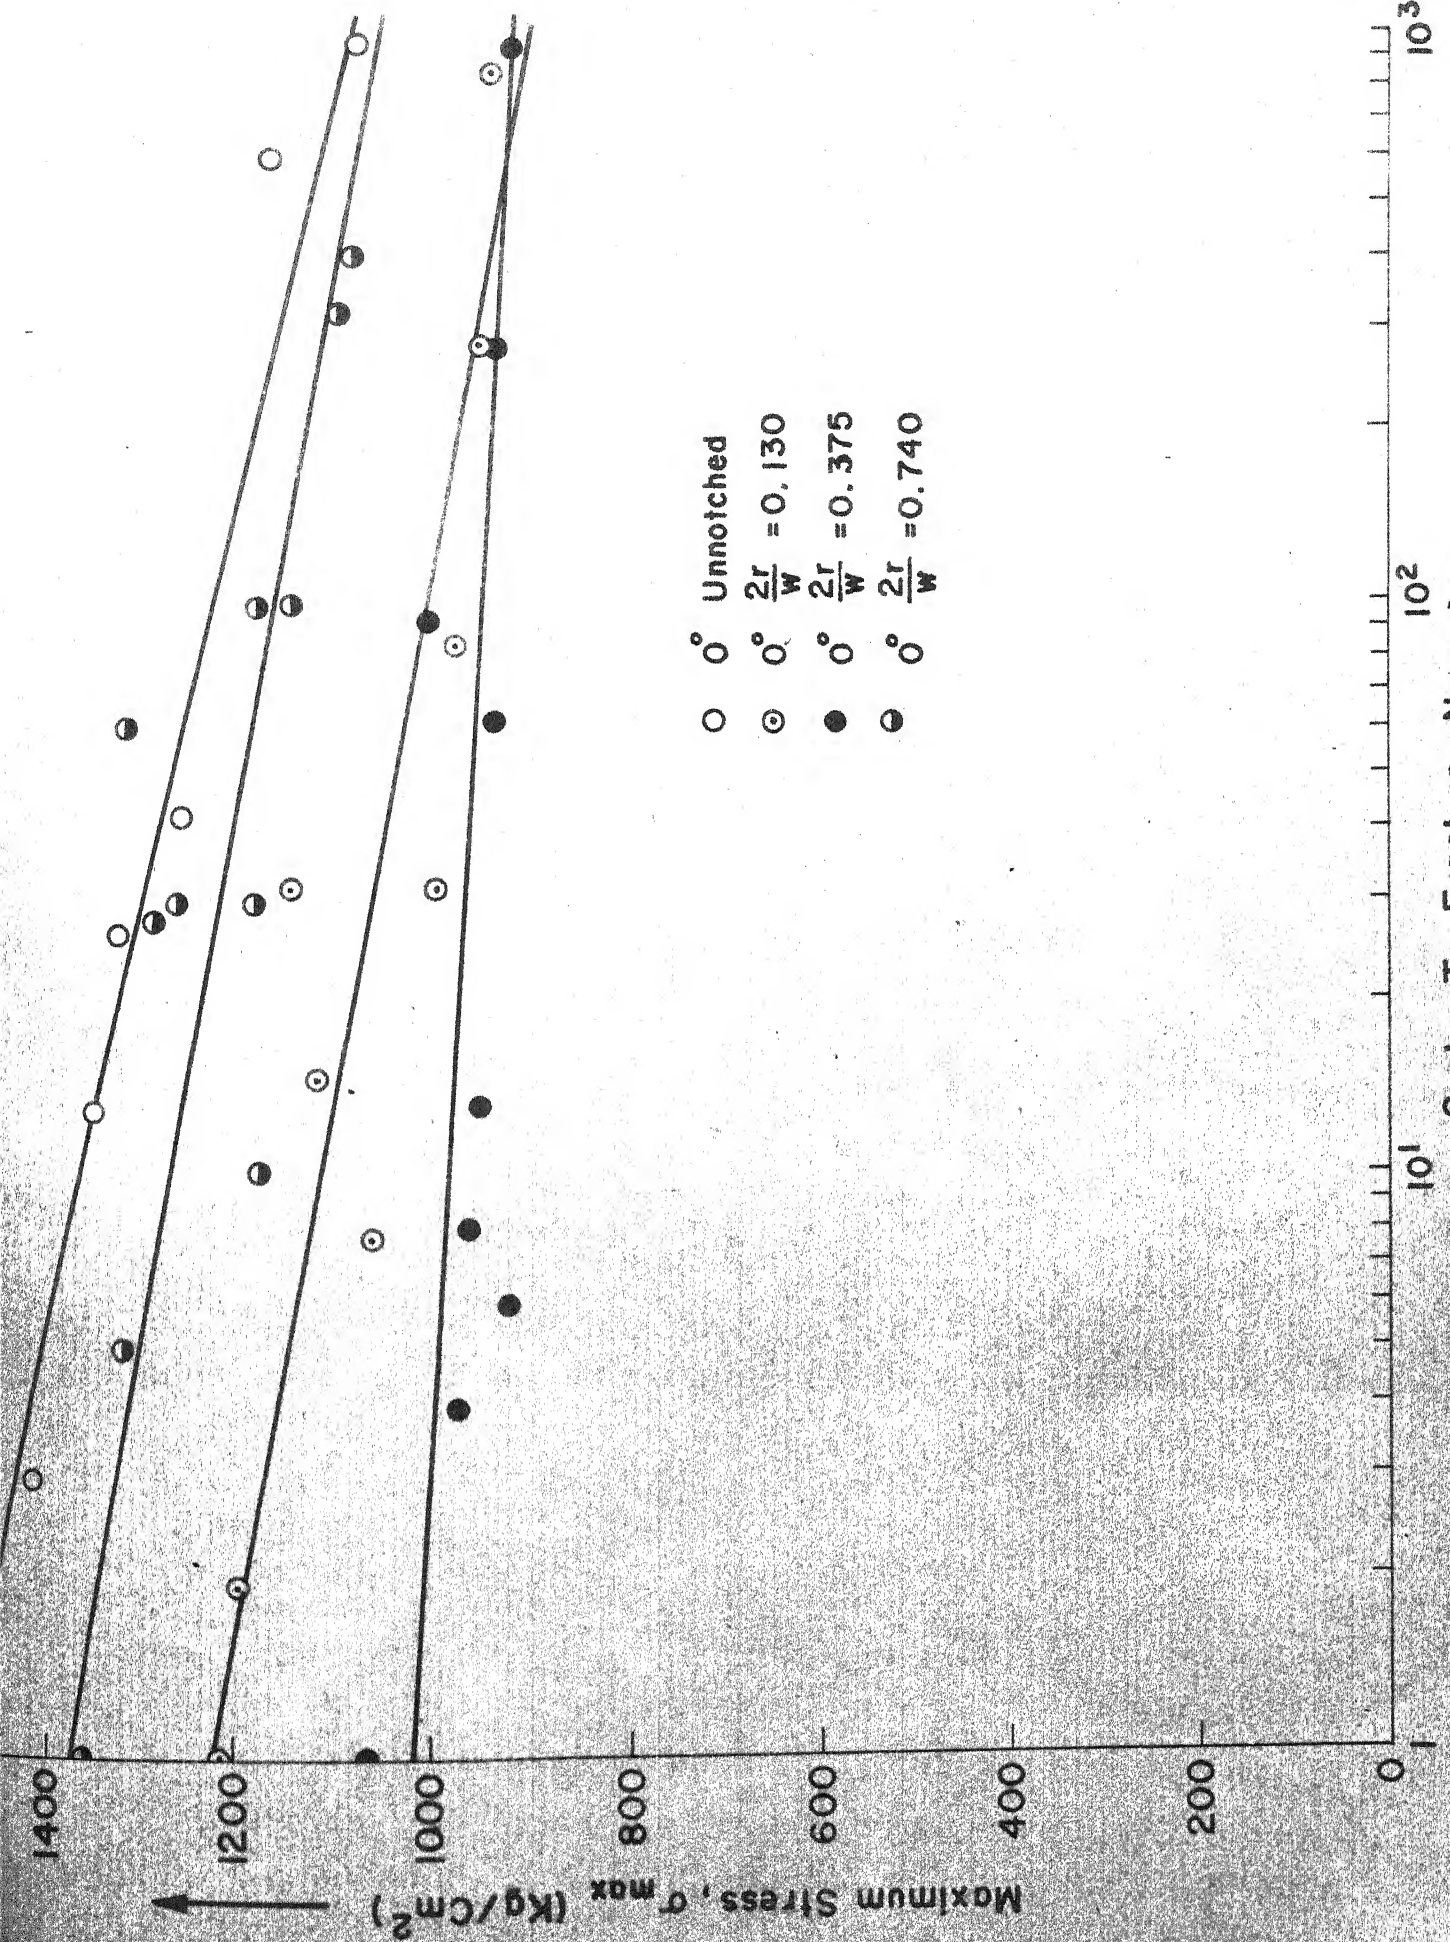 Maximum Stress, σmax (Kg/Cm²)
1400
1200
1000
800
600
400
200
0
1
10¹
10²
10³
0° Unnotched
0° 2r/w =0.130
0° 2r/w =0.375
0° 2r/w =0.740